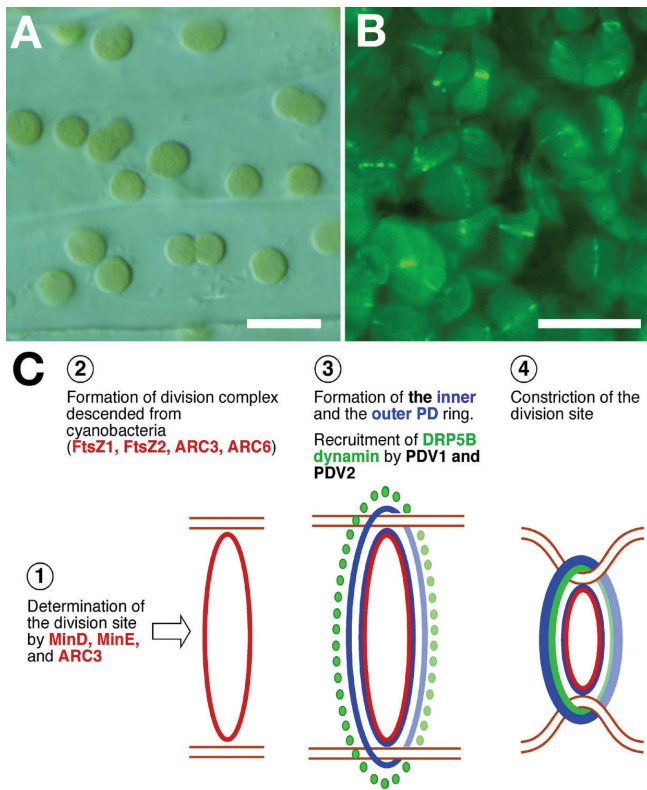 A
B
C
2
Formation of division complex
descended from
cyanobacteria
(FtsZ1, FtsZ2, ARC3, ARC6)
3
Formation of the inner
and the outer PD ring.
Recruitment of DRP5B
dynamin by PDV1 and
PDV2
4
Constriction of the
division site
1
Determination of
the division site
by MinD, MinE,
and ARC3